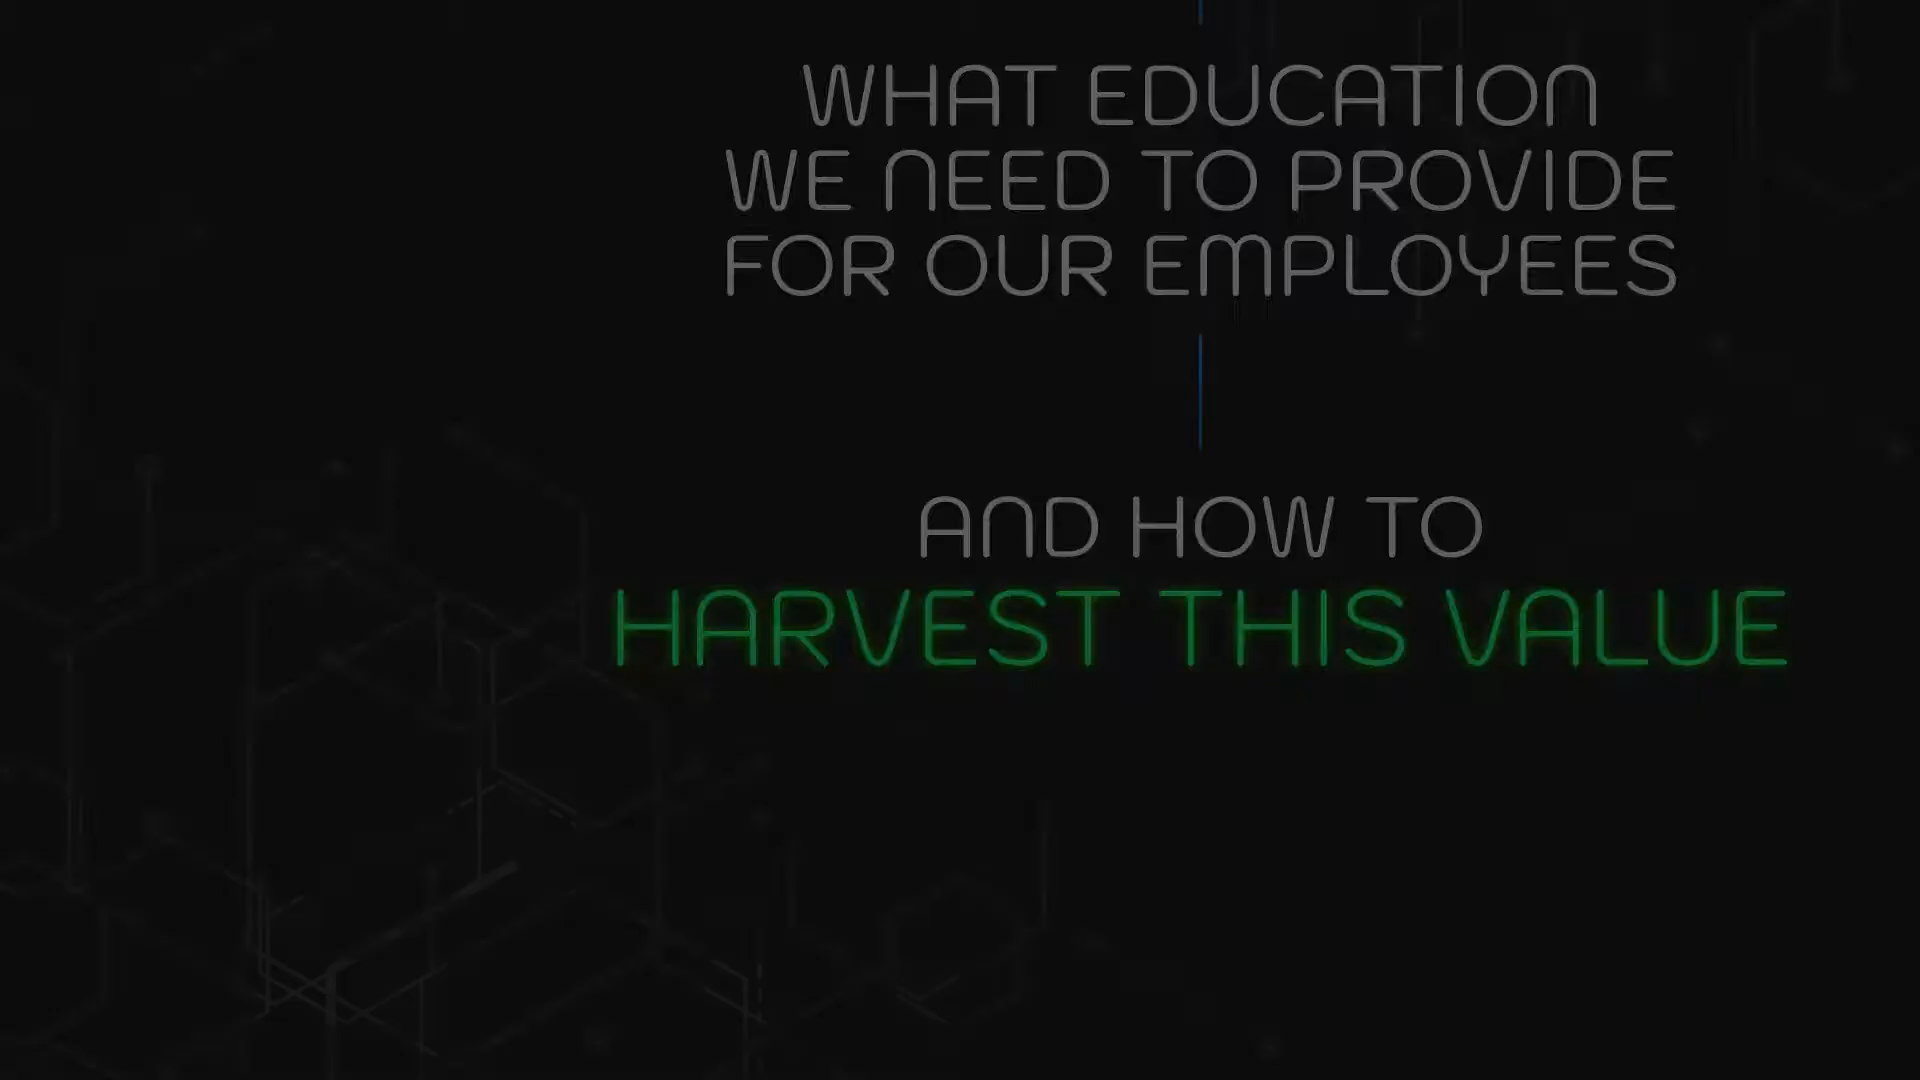 WHAT EDUCATION
WE NEED TO PROVIDE
FOR OUR EMPLOYEES
AND HOW TO
HARVEST THIS VALUE